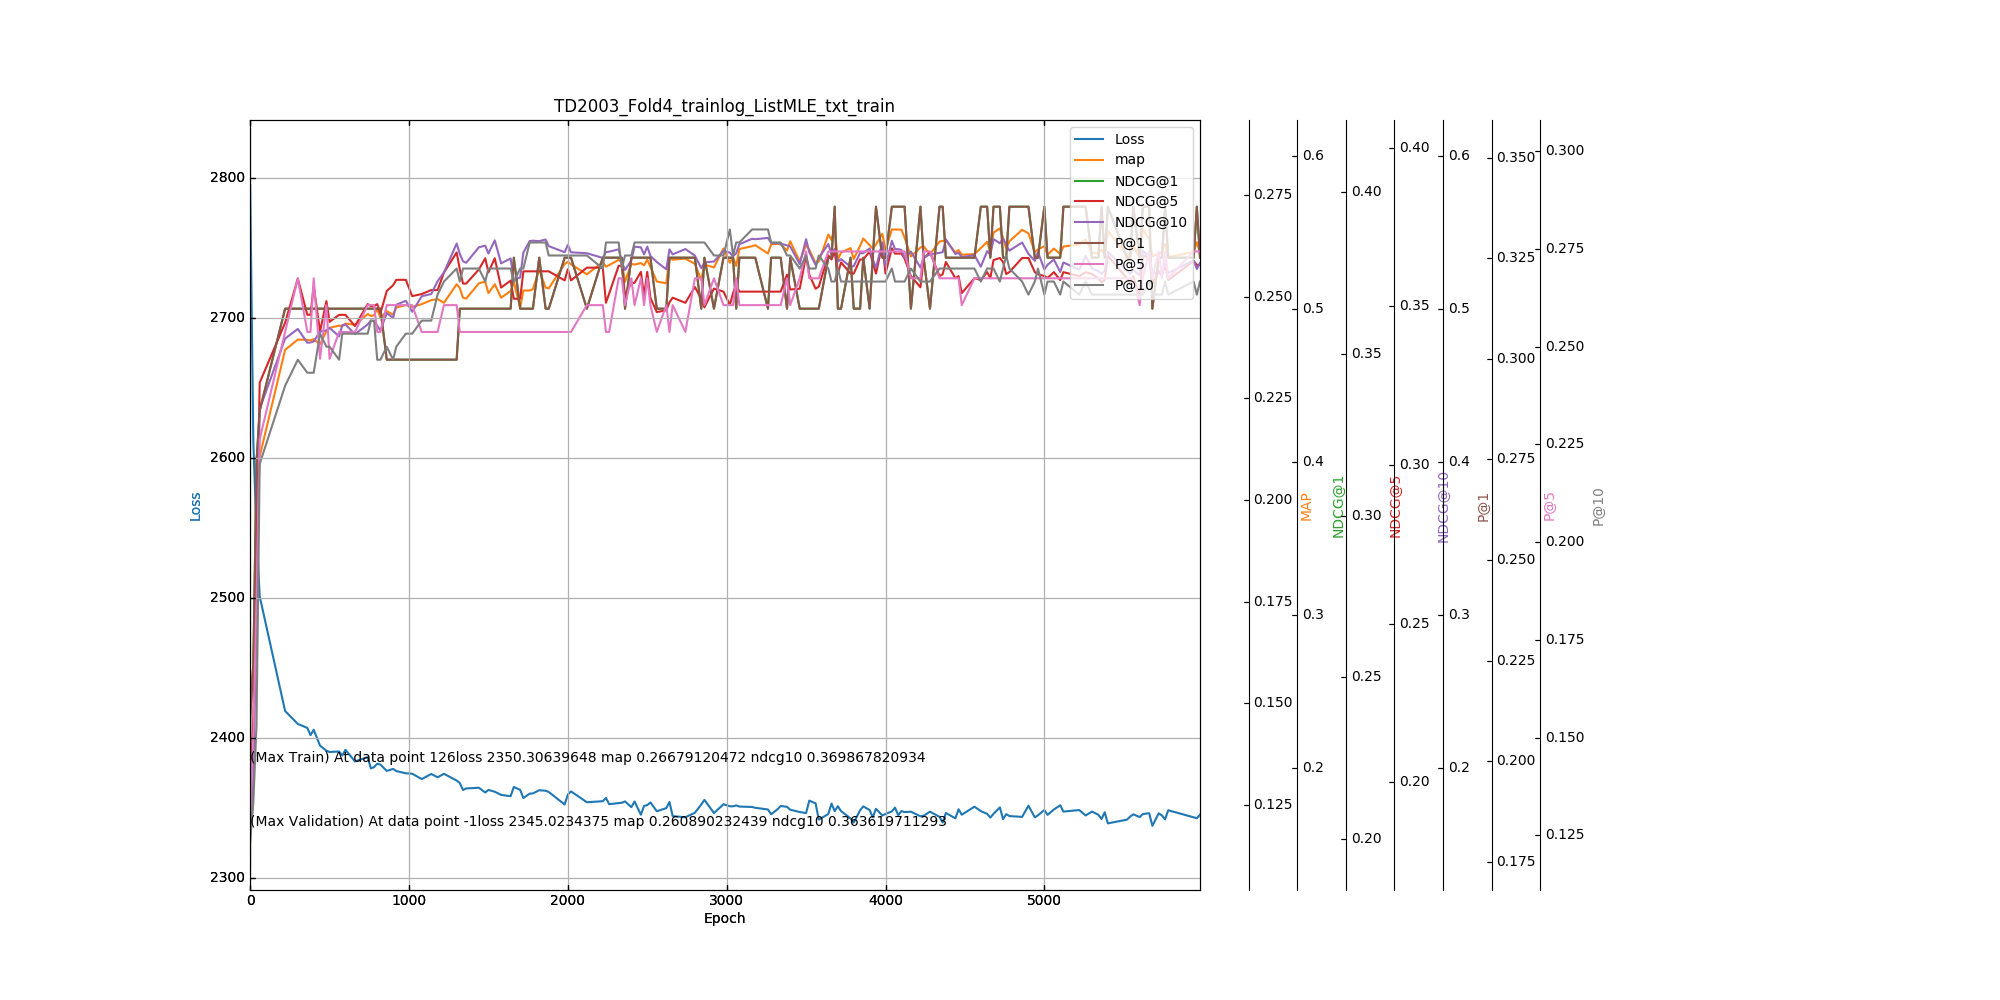 TD2003_Fold4_trainlog_ListMLE_txt_train
Loss
map
NDCG@1
NDCG@5
NDCG@10
P@1
P@5
P@10
2800
2700
2600
2500
2400
2300
Loss
(Max Train) At data point 126loss 2350.30639648 map 0.266791204​72 ndcg10 0.369867820934
(Max Validation) At data point -1loss 2345.0234375 map 0.260890232439 ndcg10 0.363619711293
0 1000 2000 3000 4000 5000
Epoch
0.275
0.250
0.225
0.200
0.175
0.150
0.125
MAP
0.6
0.5
0.4
0.3
0.2
NDCG@1
0.40
0.35
0.30
0.25
0.20
NDCG@5
0.40
0.35
0.30
0.25
0.20
NDCG@10
0.6
0.5
0.4
0.3
0.2
P@1
0.350
0.325
0.300
0.275
0.250
0.225
0.200
0.175
P@5
0.300
0.275
0.250
0.225
0.200
0.175
0.150
0.125
P@10